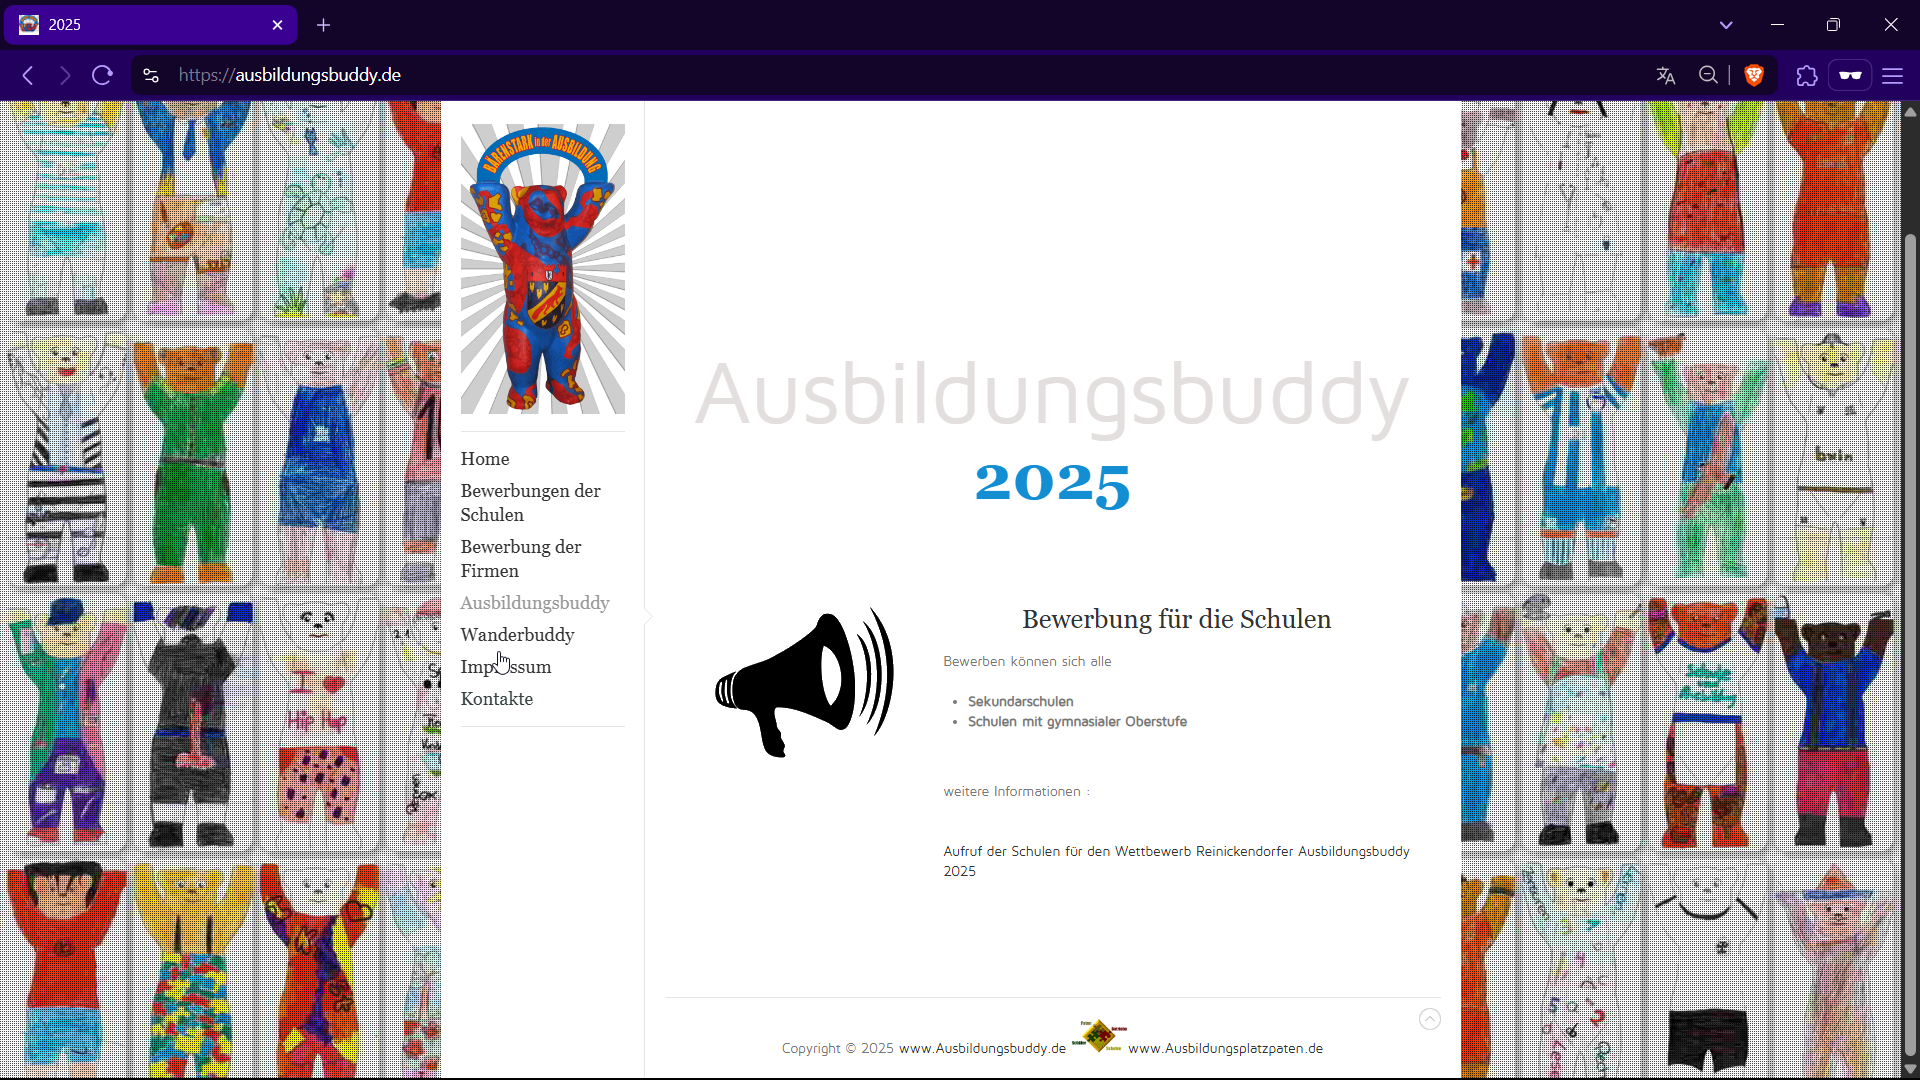 2025
https://ausbildungsbuddy.de
BÄRENSTARK in der AUSBILDUNG
Home
Bewerbungen der
Schulen
Bewerbung der
Firmen
Ausbildungsbuddy
Wanderbuddy
Impressum
Kontakte
Ausbildungsbuddy
2025
Bewerbung für die Schulen
Bewerben können sich alle
• Sekundarschulen
• Schulen mit gymnasialer Oberstufe
weitere Informationen :
Aufruf der Schulen für den Wettbewerb Reinickendorfer Ausbildungsbuddy
2025
Copyright © 2025 www.Ausbildungsbuddy.de www.Ausbildungsplatzpaten.de
I
Hip Hop